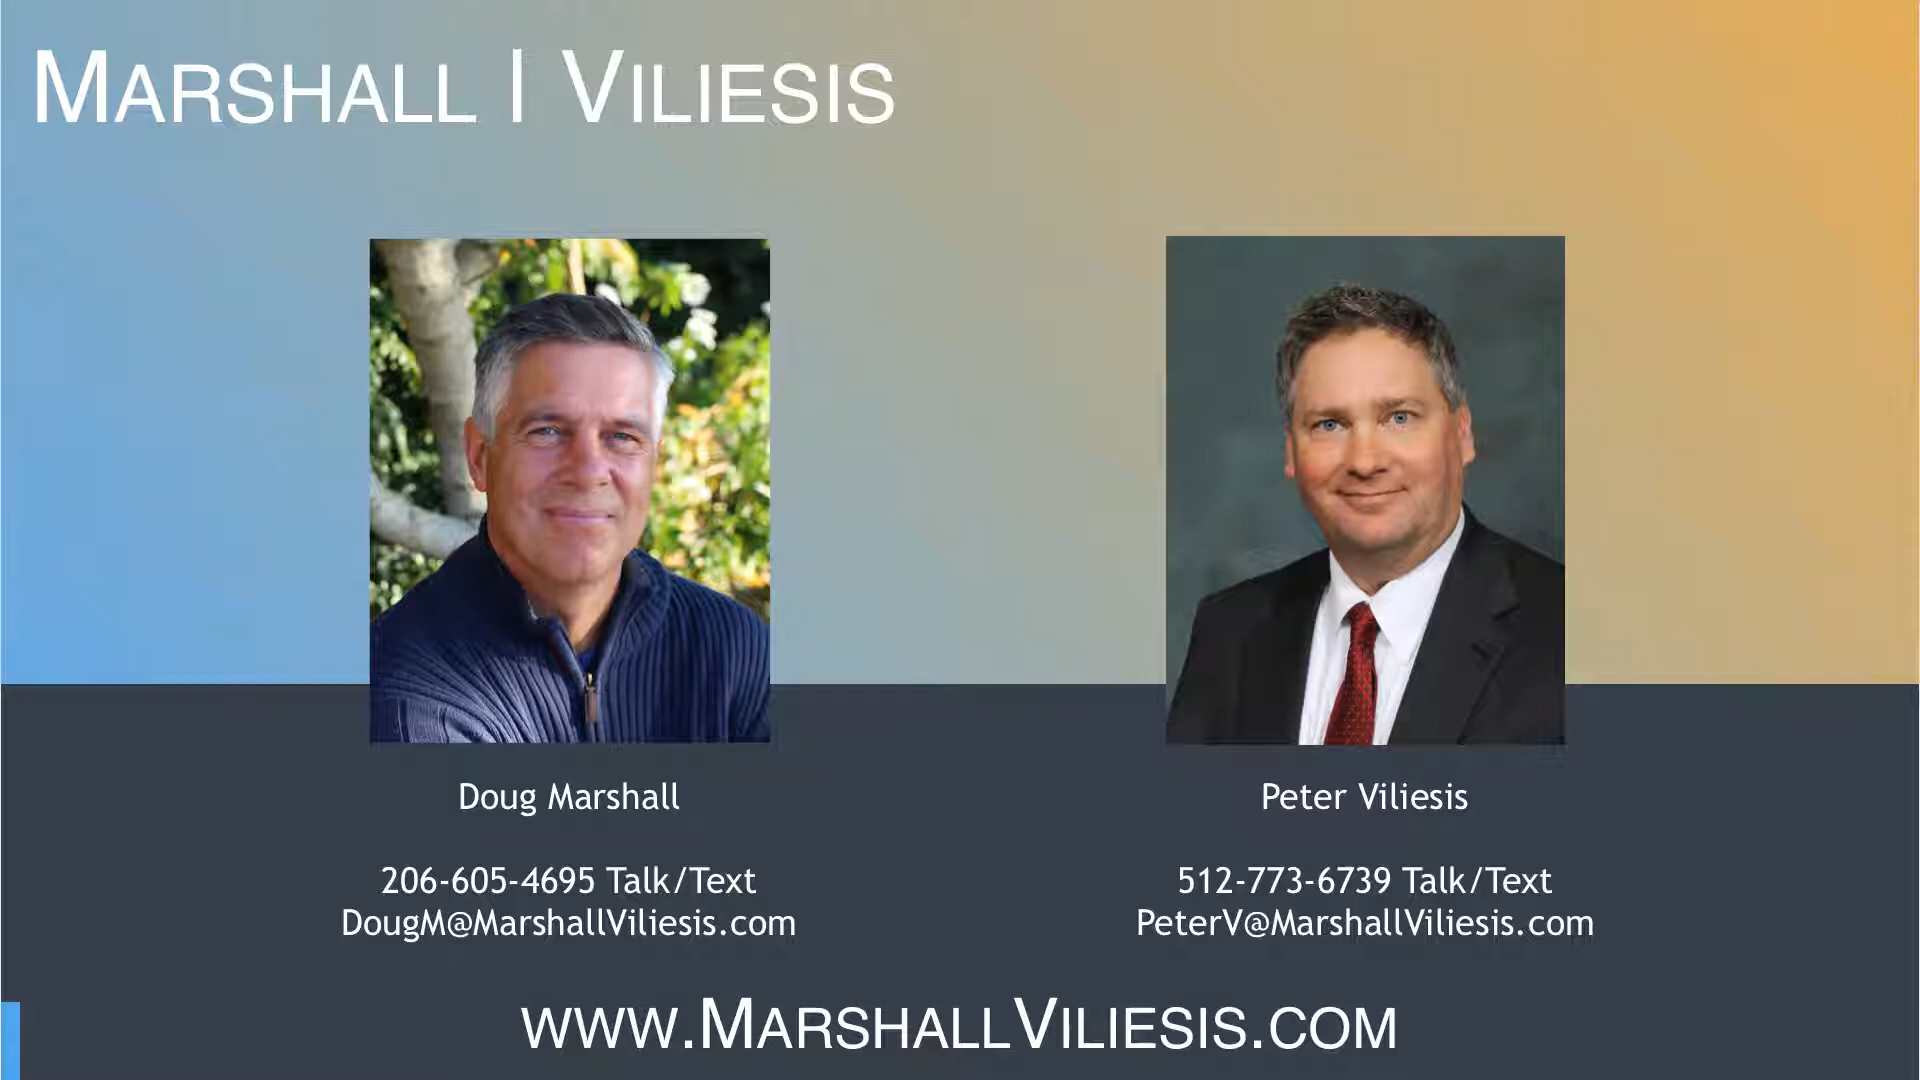 MARSHALL | VILIESIS
Doug Marshall
206-605-4695 Talk/Text
DougM@MarshallViliesis.com
Peter Viliesis
512-773-6739 Talk/Text
PeterV@MarshallViliesis.com
WWW.MARSHALLVILIESIS.COM